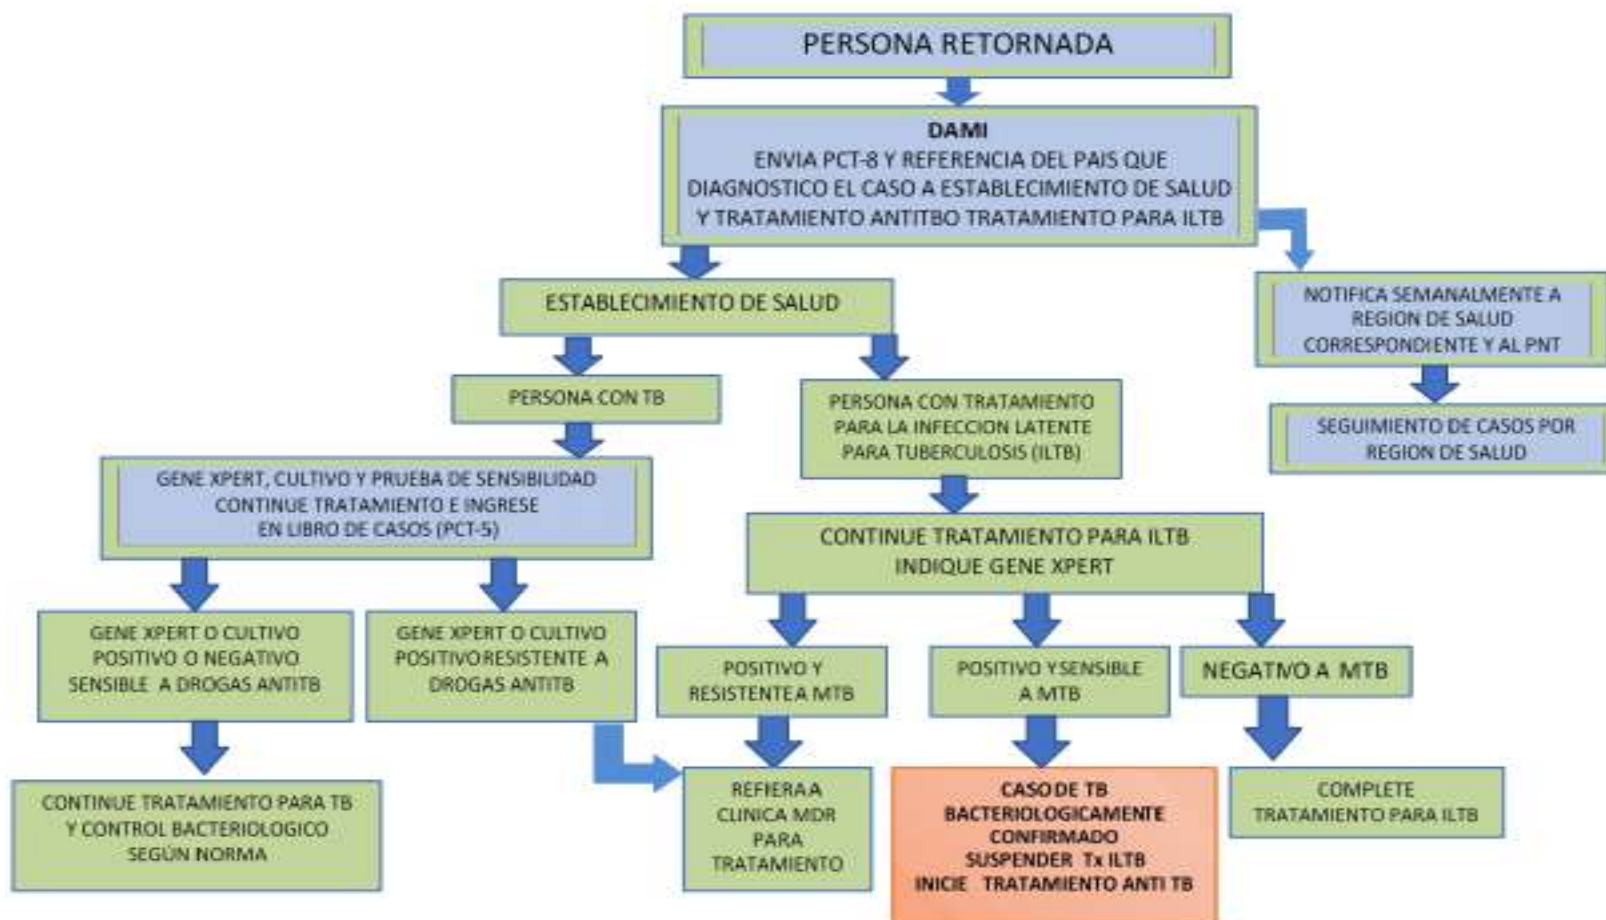 PERSONA RETORNADA
DAMI
ENVIA PCT-8 Y REFERENCIA DEL PAIS QUE
DIAGNOSTICO EL CASO A ESTABLECIMIENTO DE SALUD
Y TRATAMIENTO ANTITBO TRATAMIENTO PARA ILTB
ESTABLECIMIENTO DE SALUD
NOTIFICA SEMANALMENTE A
REGION DE SALUD
CORRESPONDIENTE Y AL PNT
PERSONA CON TB
PERSONA CON TRATAMIENTO
PARA LA INFECCION LATENTE
PARA TUBERCULOSIS (ILTB)
SEGUIMIENTO DE CASOS POR
REGION DE SALUD
GENE XPERT, CULTIVO Y PRUEBA DE SENSIBILIDAD
CONTINUE TRATAMIENTO E INGRESE
EN LIBRO DE CASOS (PCT-5)
CONTINUE TRATAMIENTO PARA ILTB
INDIQUE GENE XPERT
GENE XPERT O CULTIVO
POSITIVO O NEGATIVO
SENSIBLE A DROGAS ANTITB
GENE XPERT O CULTIVO
POSITIVO RESISTENTE A
DROGAS ANTITB
POSITIVO Y
RESISTENTEA MTB
POSITIVO Y SENSIBLE
A MTB
NEGATIVO A MTB
CONTINUE TRATAMIENTO PARA TB
Y CONTROL BACTERIOLOGICO
SEGÚN NORMA
REFIERA A
CLINICA MDR
PARA
TRATAMIENTO
CASO DE TB
BACTERIOLOGICAMENTE
CONFIRMADO
SUSPENDER Tx ILTB
INICIE TRATAMIENTO ANTI TB
COMPLETE
TRATAMIENTO PARA ILTB